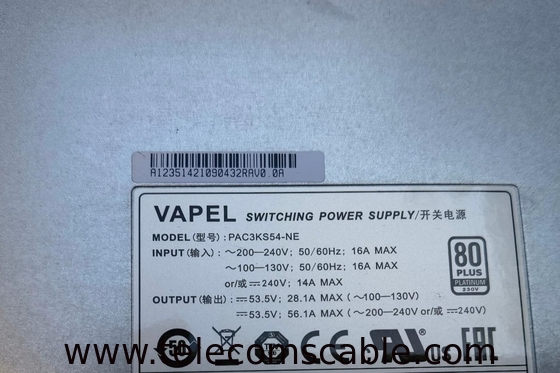 A12351421090432RAV0.0A
VAPEL SWITCHING POWER SUPPLY/开关电源
MODEL(型号):PAC3KS54-NE
INPUT(输入):~200—240V; 50/60Hz; 16A MAX
~100—130V; 50/60Hz; 16A MAX
or/或⎓240V; 14A MAX
OUTPUT(输出):⎓53.5V; 28.1A MAX(~100—130V)
⎓53.5V; 56.1A MAX(~200—240V or/或⎓240V)
80
PLUS
PLATINUM
230V
50
EAC
US
www.telecomscable.com